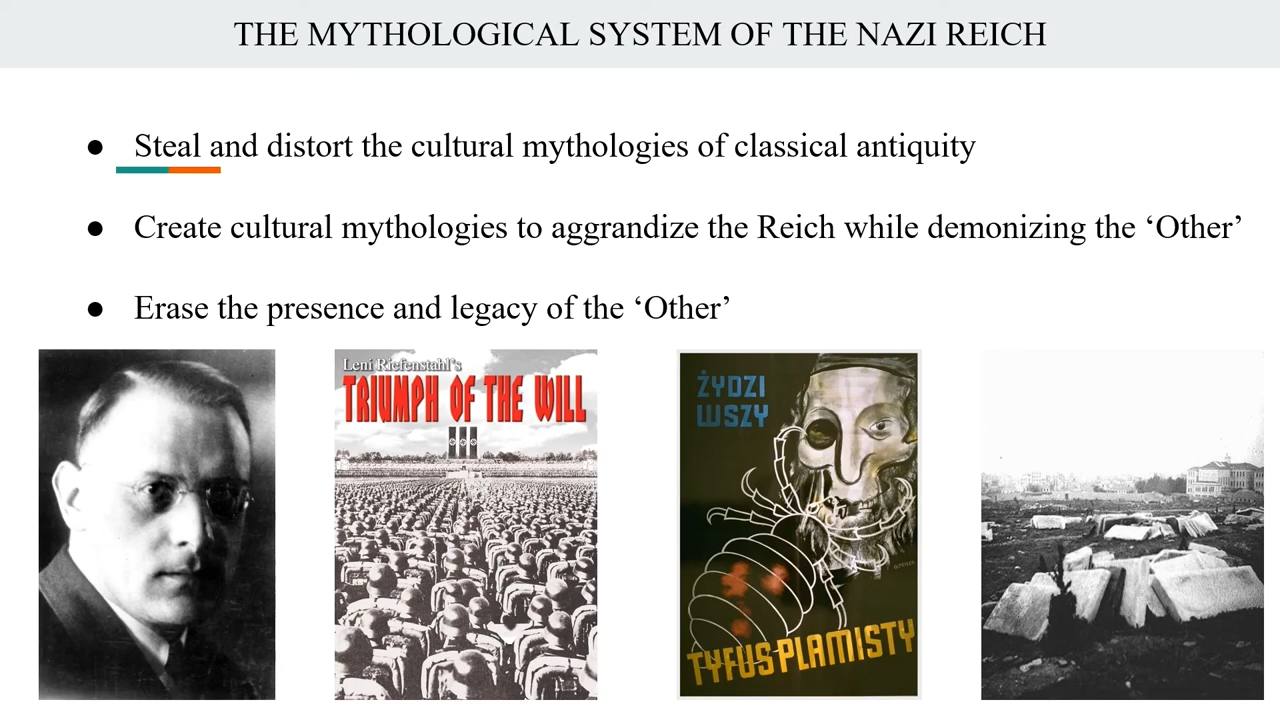 THE MYTHOLOGICAL SYSTEM OF THE NAZI REICH
● Steal and distort the cultural mythologies of classical antiquity
● Create cultural mythologies to aggrandize the Reich while demonizing the ‘Other’
● Erase the presence and legacy of the ‘Other’
Leni Riefenstahl's
TRIUMPH OF THE WILL
ŻYDZI
WSZY
TYFUS PLAMISTY